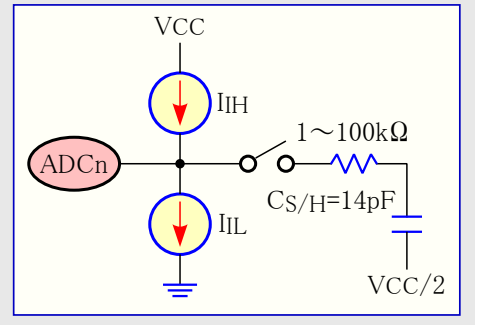 VCC
IIH
1～100kΩ
ADCn
CS/H=14pF
IIL
VCC/2